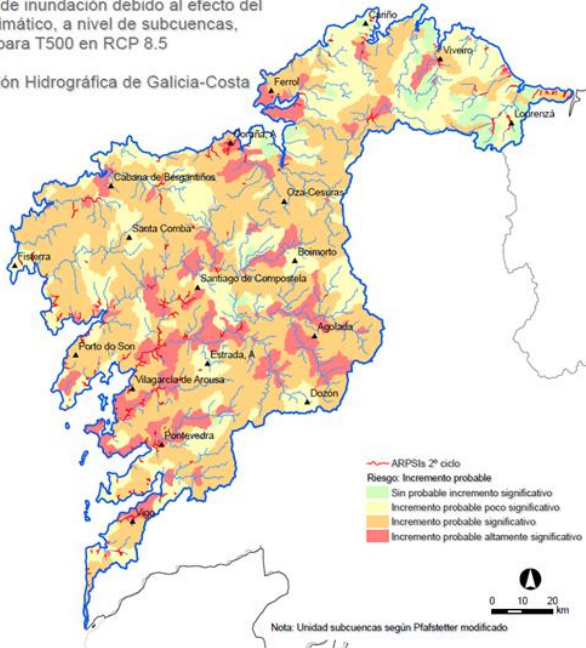 de inundación debido al efecto del
imático, a nivel de subcuencas,
para T500 en RCP 8.5
ón Hidrográfica de Galicia-Costa
Cariño
Viveiro
Ferrol
Lourenzá
Coruña, A
Cabana de Bergantiños
Oza-Cesuras
Santa Comba
Boimorto
Fisterra
Santiago de Compostela
Agolada
Porto do Son
Estrada, A
Vilagarcía de Arousa
Dozón
Pontevedra
Vigo
ARPSIs 2º ciclo
Riesgo: Incremento probable
Sin probable incremento significativo
Incremento probable poco significativo
Incremento probable significativo
Incremento probable altamente significativo
0 10 20
km
Nota: Unidad subcuencas según Pfafstetter modificado